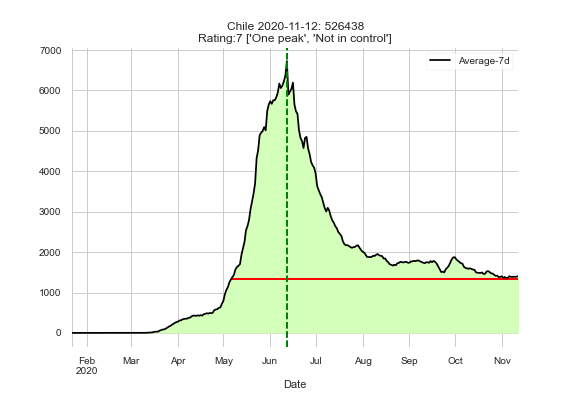 Chile 2020-11-12: 526438
Rating:7 ['One peak', 'Not in control']
Average-7d
7000
6000
5000
4000
3000
2000
1000
0
Feb Mar Apr May Jun Jul Aug Sep Oct Nov
2020
Date